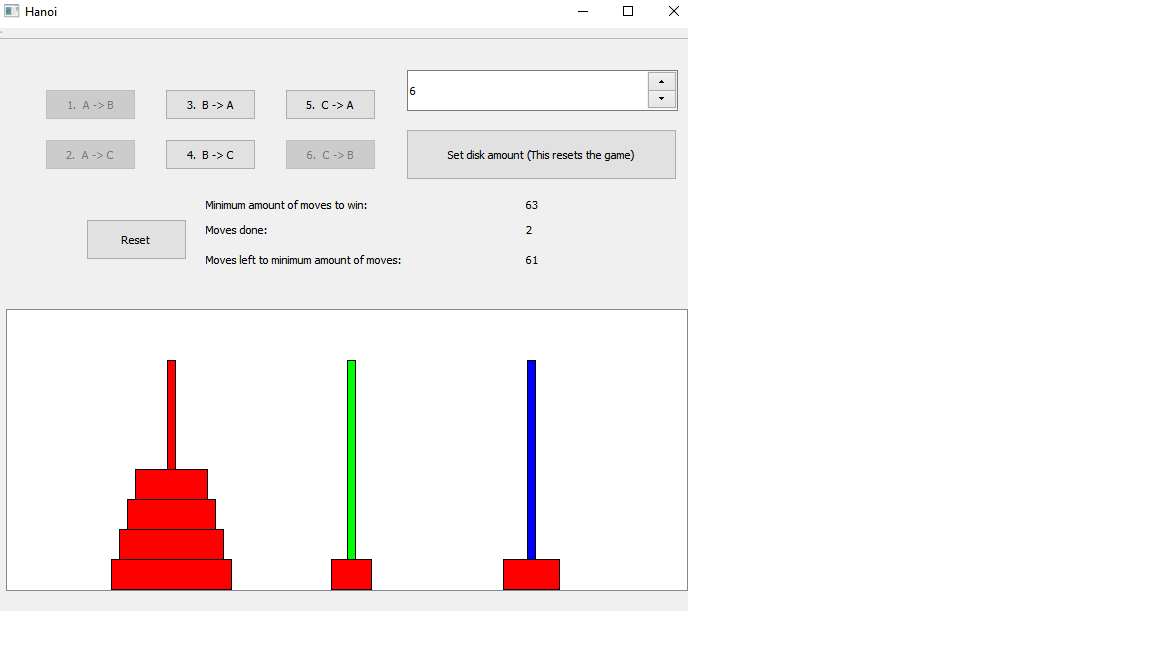 Hanoi
1. A -> B
3. B -> A
5. C -> A
6
2. A -> C
4. B -> C
6. C -> B
Set disk amount (This resets the game)
Minimum amount of moves to win: 63
Reset
Moves done: 2
Moves left to minimum amount of moves: 61